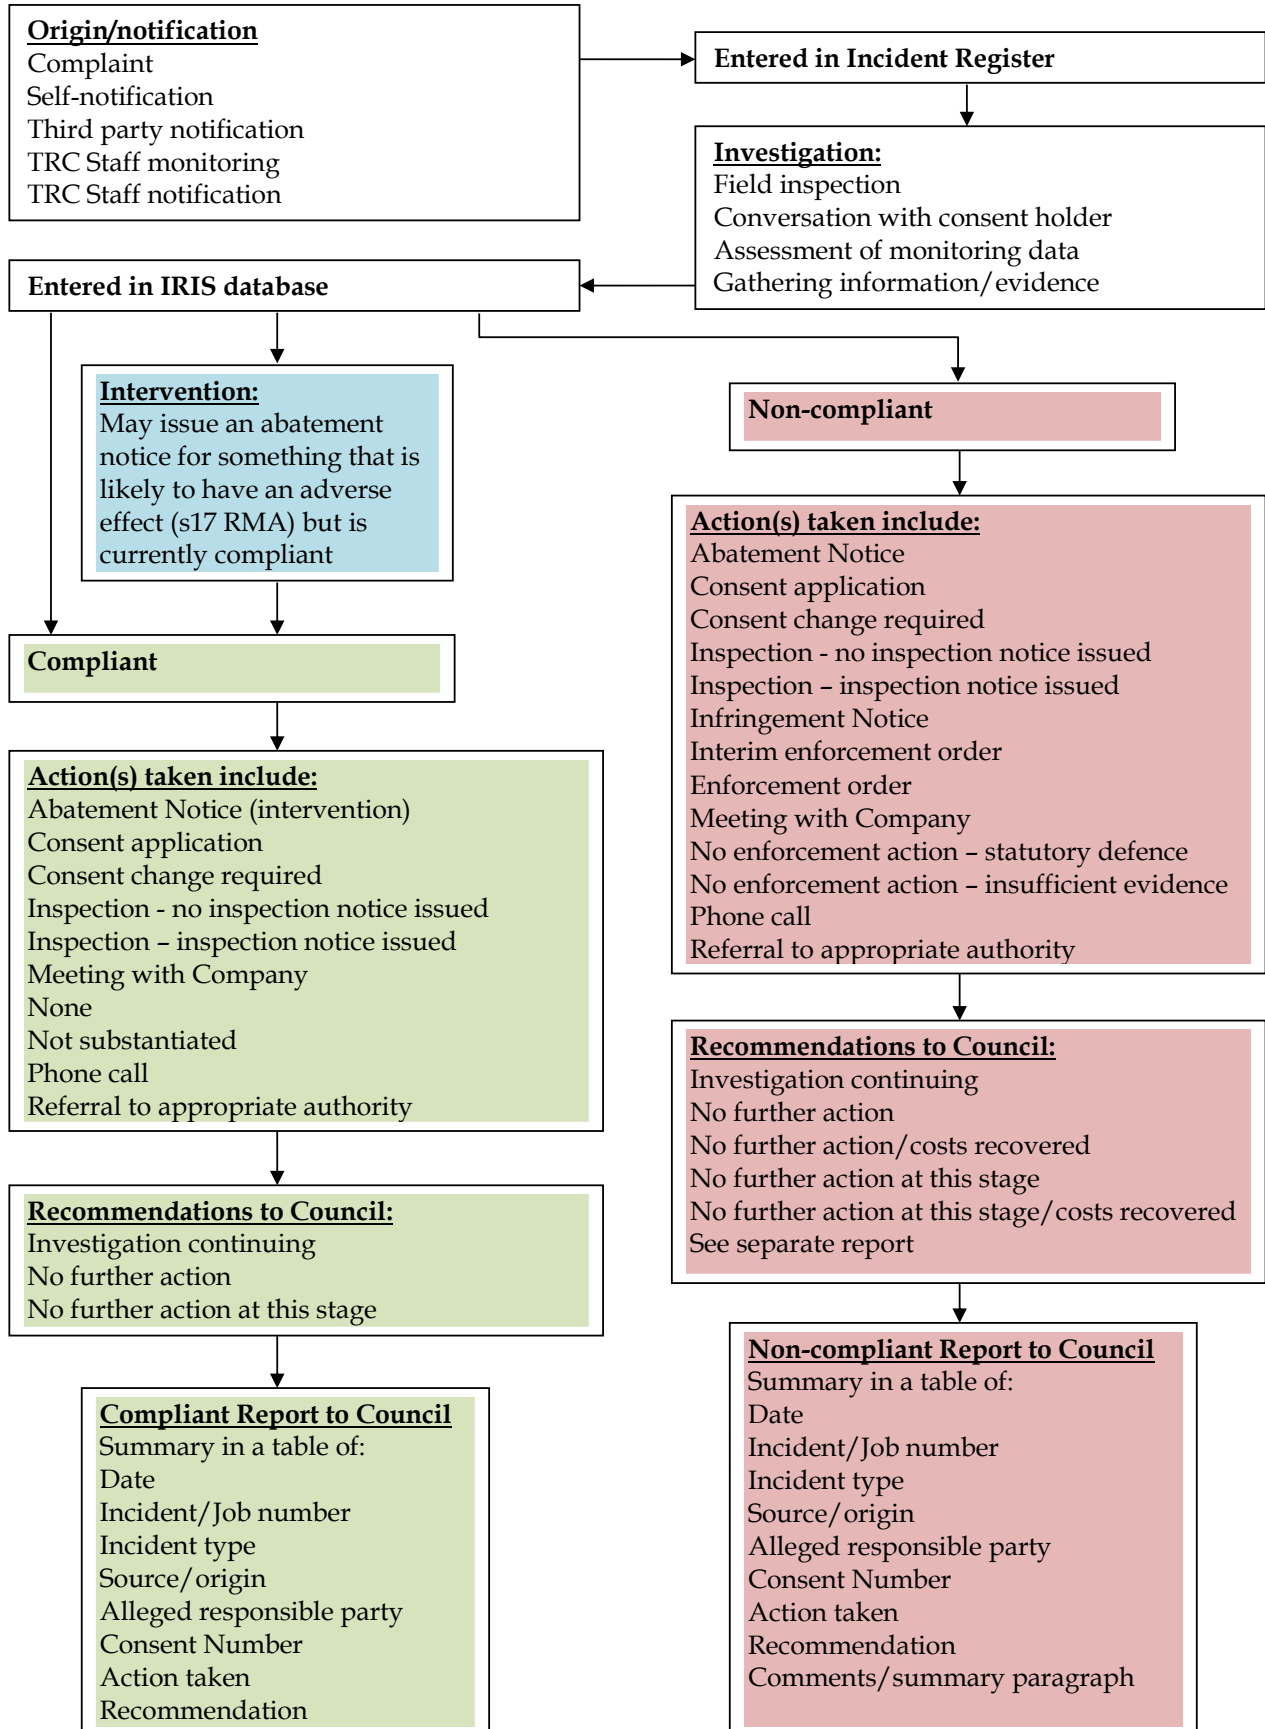 Origin/notification
Complaint
Self-notification
Third party notification
TRC Staff monitoring
TRC Staff notification
Entered in Incident Register
Investigation:
Field inspection
Conversation with consent holder
Assessment of monitoring data
Gathering information/evidence
Entered in IRIS database
Intervention:
May issue an abatement
notice for something that is
likely to have an adverse
effect (s17 RMA) but is
currently compliant
Compliant
Action(s) taken include:
Abatement Notice (intervention)
Consent application
Consent change required
Inspection - no inspection notice issued
Inspection – inspection notice issued
Meeting with Company
None
Not substantiated
Phone call
Referral to appropriate authority
Recommendations to Council:
Investigation continuing
No further action
No further action at this stage
Compliant Report to Council
Summary in a table of:
Date
Incident/Job number
Incident type
Source/origin
Alleged responsible party
Consent Number
Action taken
Recommendation
Non-compliant
Action(s) taken include:
Abatement Notice
Consent application
Consent change required
Inspection - no inspection notice issued
Inspection – inspection notice issued
Infringement Notice
Interim enforcement order
Enforcement order
Meeting with Company
No enforcement action – statutory defence
No enforcement action – insufficient evidence
Phone call
Referral to appropriate authority
Recommendations to Council:
Investigation continuing
No further action
No further action/costs recovered
No further action at this stage
No further action at this stage/costs recovered
See separate report
Non-compliant Report to Council
Summary in a table of:
Date
Incident/Job number
Incident type
Source/origin
Alleged responsible party
Consent Number
Action taken
Recommendation
Comments/summary paragraph